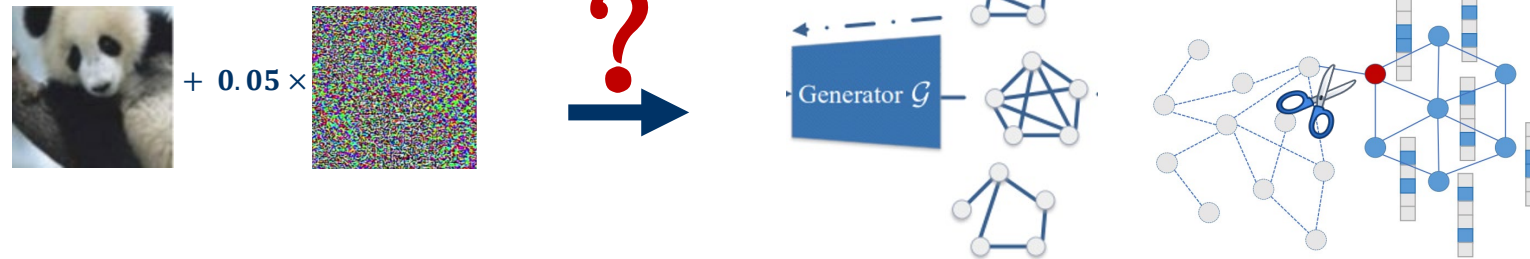 + 0.05 ×
?
Generator 𝒢